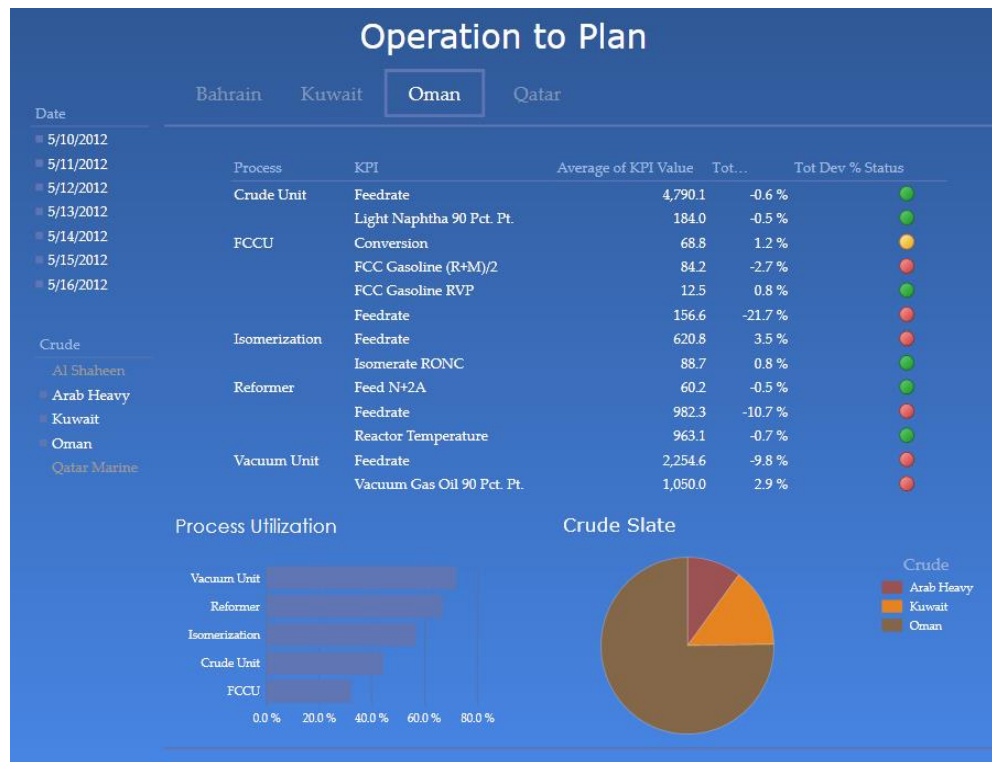 Operation to Plan
Bahrain Kuwait Oman Qatar
Date
5/10/2012
5/11/2012
5/12/2012
5/13/2012
5/14/2012
5/15/2012
5/16/2012
Crude
Al Shaheen
Arab Heavy
Kuwait
Oman
Qatar Marine
Process KPI Average of KPI Value Tot... Tot Dev % Status
Crude Unit Feedrate 4,790.1 -0.6 %
Light Naphtha 90 Pct. Pt. 184.0 -0.5 %
FCCU Conversion 68.8 1.2 %
FCC Gasoline (R+M)/2 84.2 -2.7 %
FCC Gasoline RVP 12.5 0.8 %
Feedrate 156.6 -21.7 %
Isomerization Feedrate 620.8 3.5 %
Isomerate RONC 88.7 0.8 %
Reformer Feed N+2A 60.2 -0.5 %
Feedrate 982.3 -10.7 %
Reactor Temperature 963.1 -0.7 %
Vacuum Unit Feedrate 2,254.6 -9.8 %
Vacuum Gas Oil 90 Pct. Pt. 1,050.0 2.9 %
Process Utilization
Vacuum Unit
Reformer
Isomerization
Crude Unit
FCCU
0.0 % 20.0 % 40.0 % 60.0 % 80.0 %
Crude Slate
Crude
Arab Heavy
Kuwait
Oman